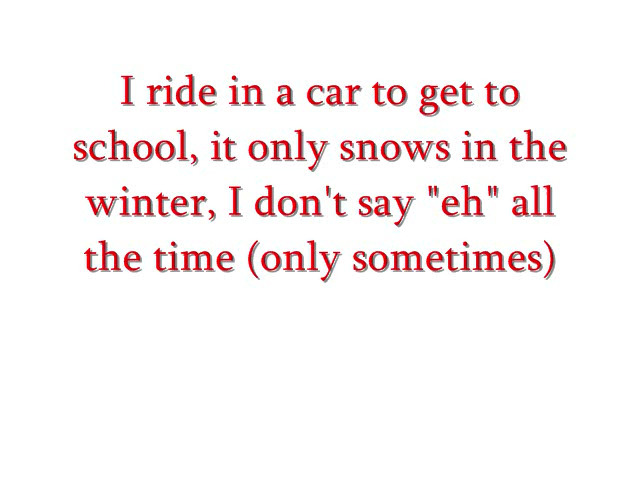 I ride in a car to get to
school, it only snows in the
winter, I don't say "eh" all
the time (only sometimes)